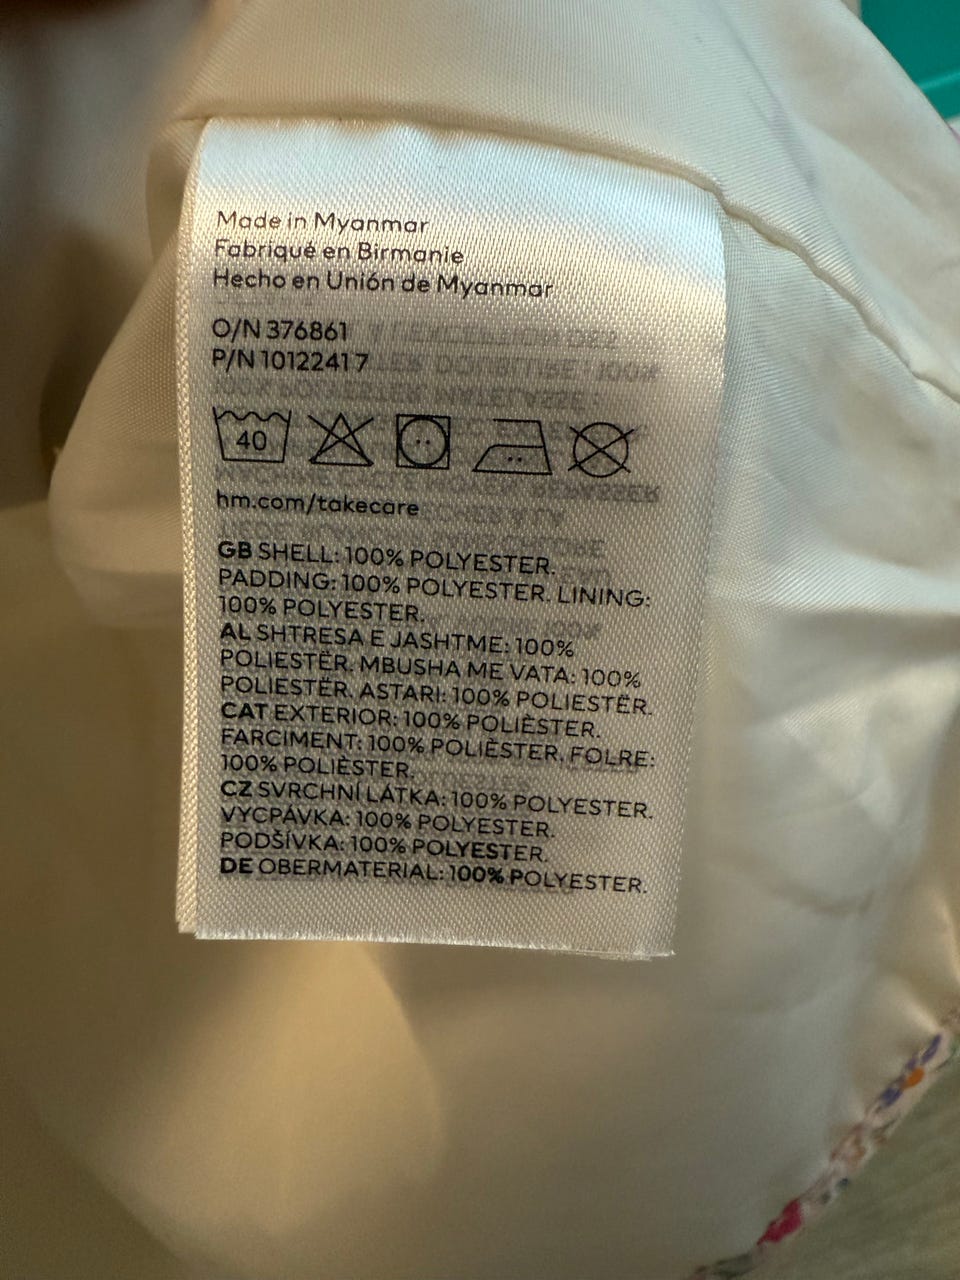 Made in Myanmar
Fabriqué en Birmanie
Hecho en Unión de Myanmar
O/N 376861
P/N 10122417
40
hm.com/takecare
GB SHELL: 100% POLYESTER.
PADDING: 100% POLYESTER. LINING:
100% POLYESTER.
AL SHTRESA E JASHTME: 100%
POLIESTËR. MBUSHA ME VATA: 100%
POLIESTËR. ASTARI: 100% POLIESTËR.
CAT EXTERIOR: 100% POLIÈSTER.
FARCIMENT: 100% POLIÈSTER. FOLRE:
100% POLIÈSTER.
CZ SVRCHNÍ LÁTKA: 100% POLYESTER.
VYCPÁVKA: 100% POLYESTER.
PODŠÍVKA: 100% POLYESTER.
DE OBERMATERIAL: 100% POLYESTER.